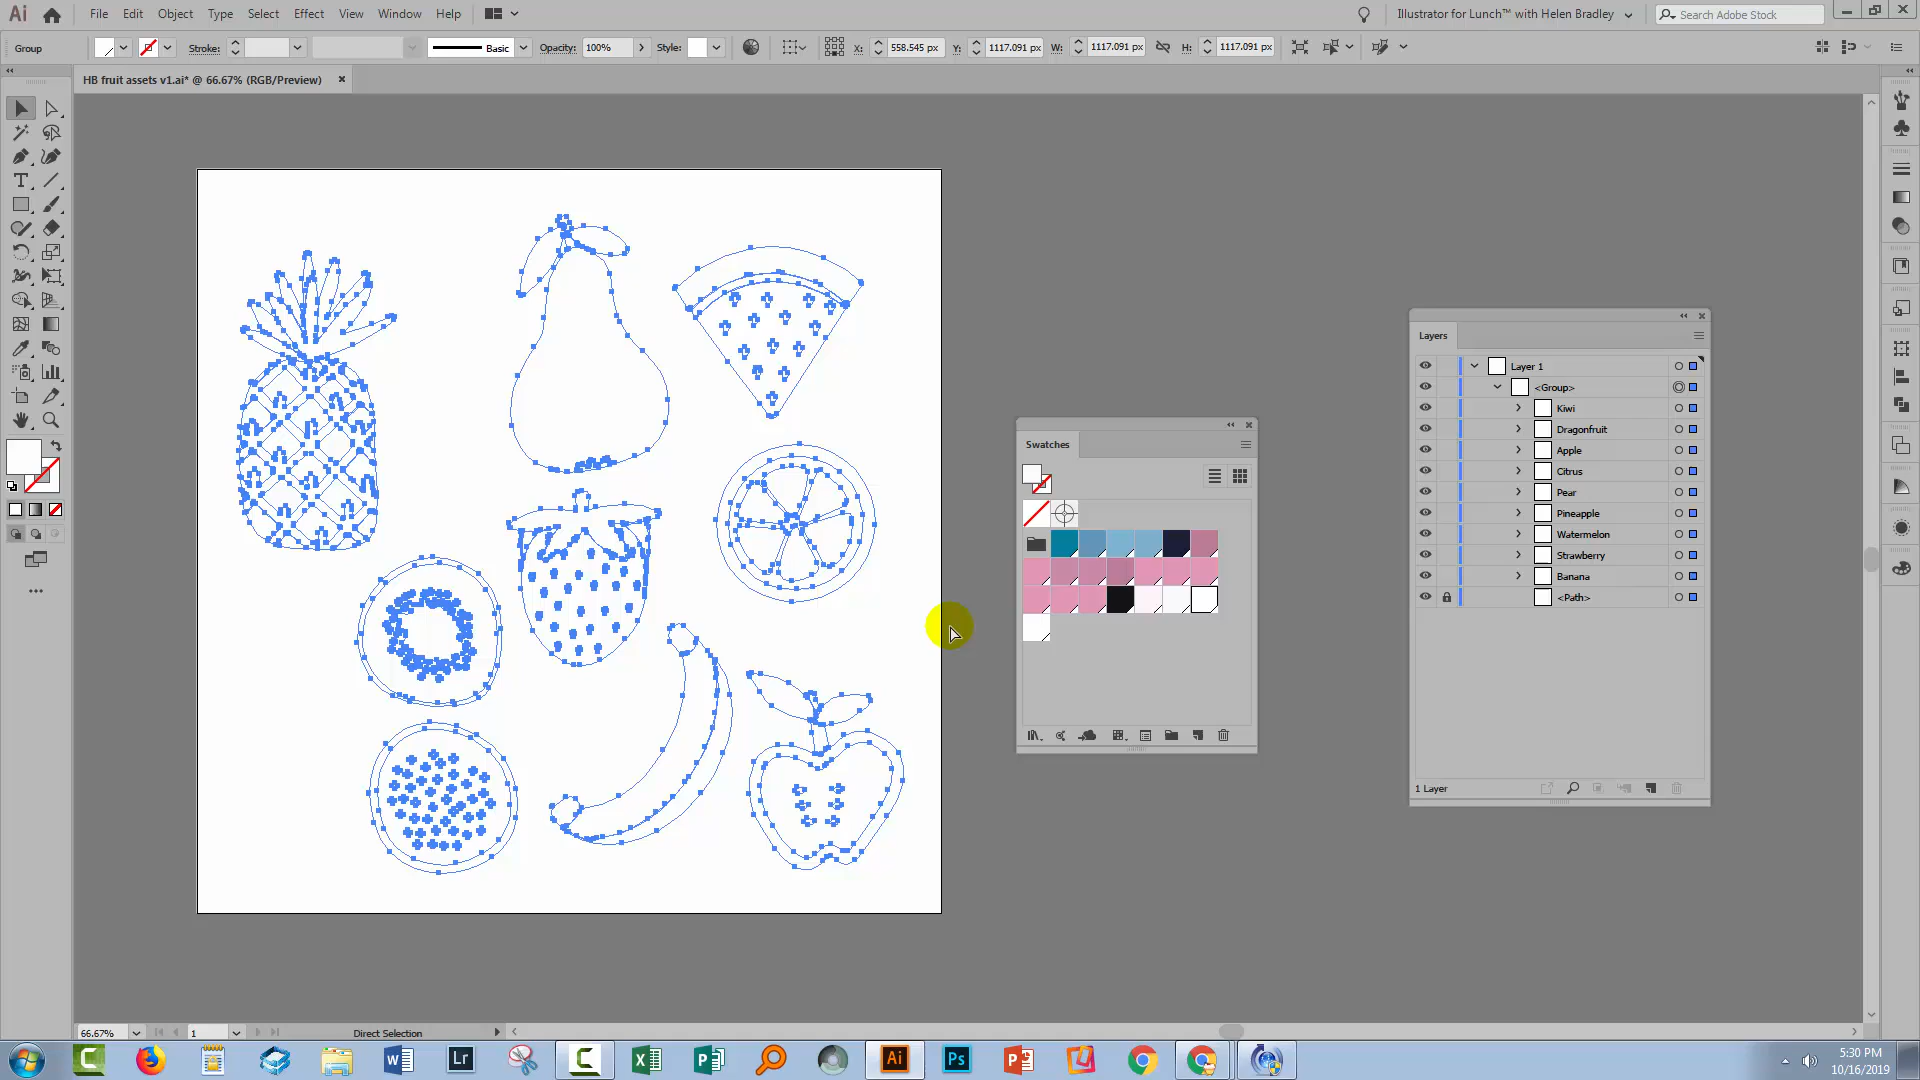 Ai File Edit Object Type Select Effect View Window Help Illustrator for Lunch™ with Helen Bradley Search Adobe Stock
Group Stroke: Basic Opacity: 100% Style: X: 558.545 px Y: 1117.091 px W: 1117.091 px H: 1117.091 px
HB fruit assets v1.ai* @ 66.67% (RGB/Preview)
Layers
Layer 1
<Group>
Kiwi
Dragonfruit
Apple
Citrus
Pear
Pineapple
Watermelon
Strawberry
Banana
<Path>
1 Layer
Swatches
66.67% 1 Direct Selection
Lr Ai Ps
5:30 PM
10/16/2019